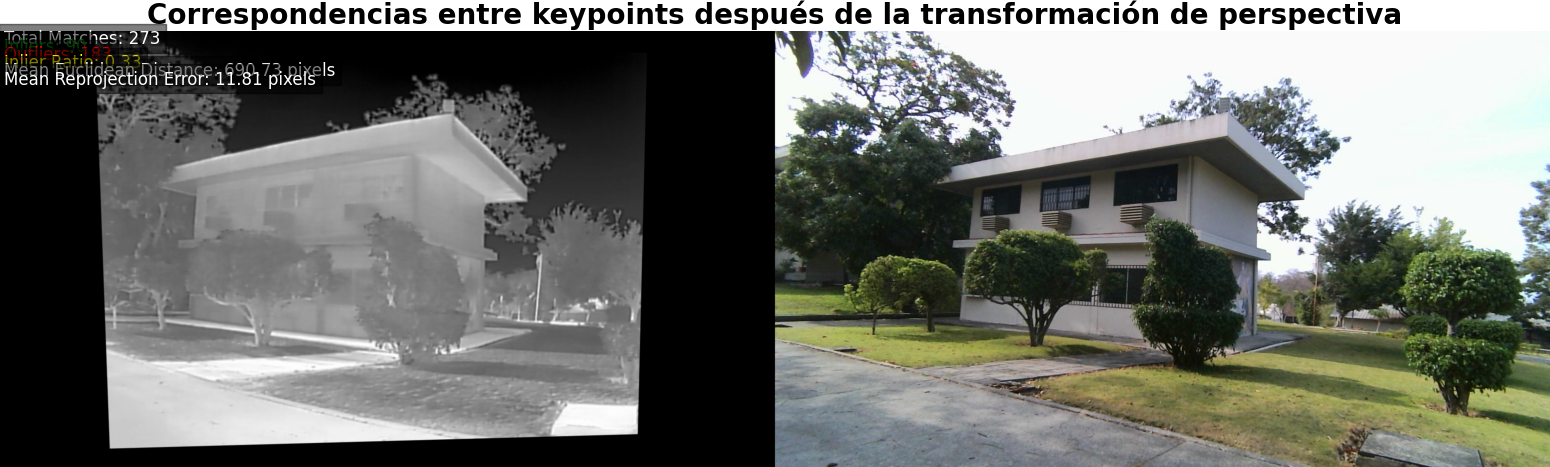 Correspondencias entre keypoints después de la transformación de perspectiva
Total Matches: 273
Outliers: 183
Inlier Ratio: 0.33
Mean Euclidean Distance: 690.73 pixels
Mean Reprojection Error: 11.81 pixels